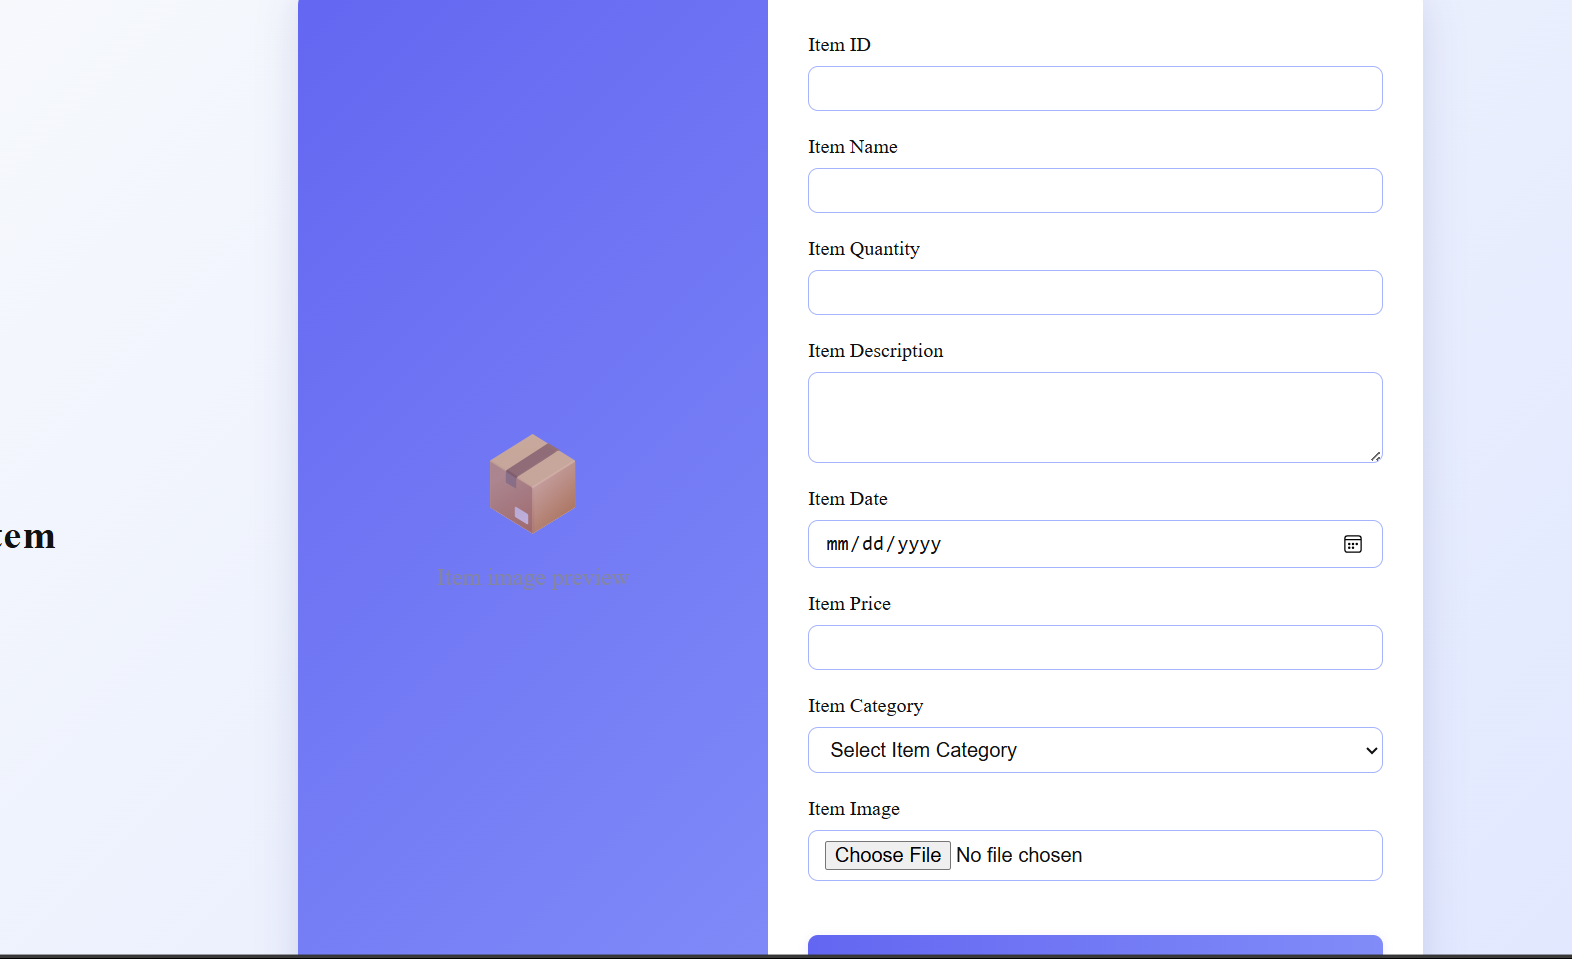 Item ID
Item Name
Item Quantity
Item Description
tem
Item Date
mm/dd/yyyy
Item image preview
Item Price
Item Category
Select Item Category
Item Image
Choose File No file chosen